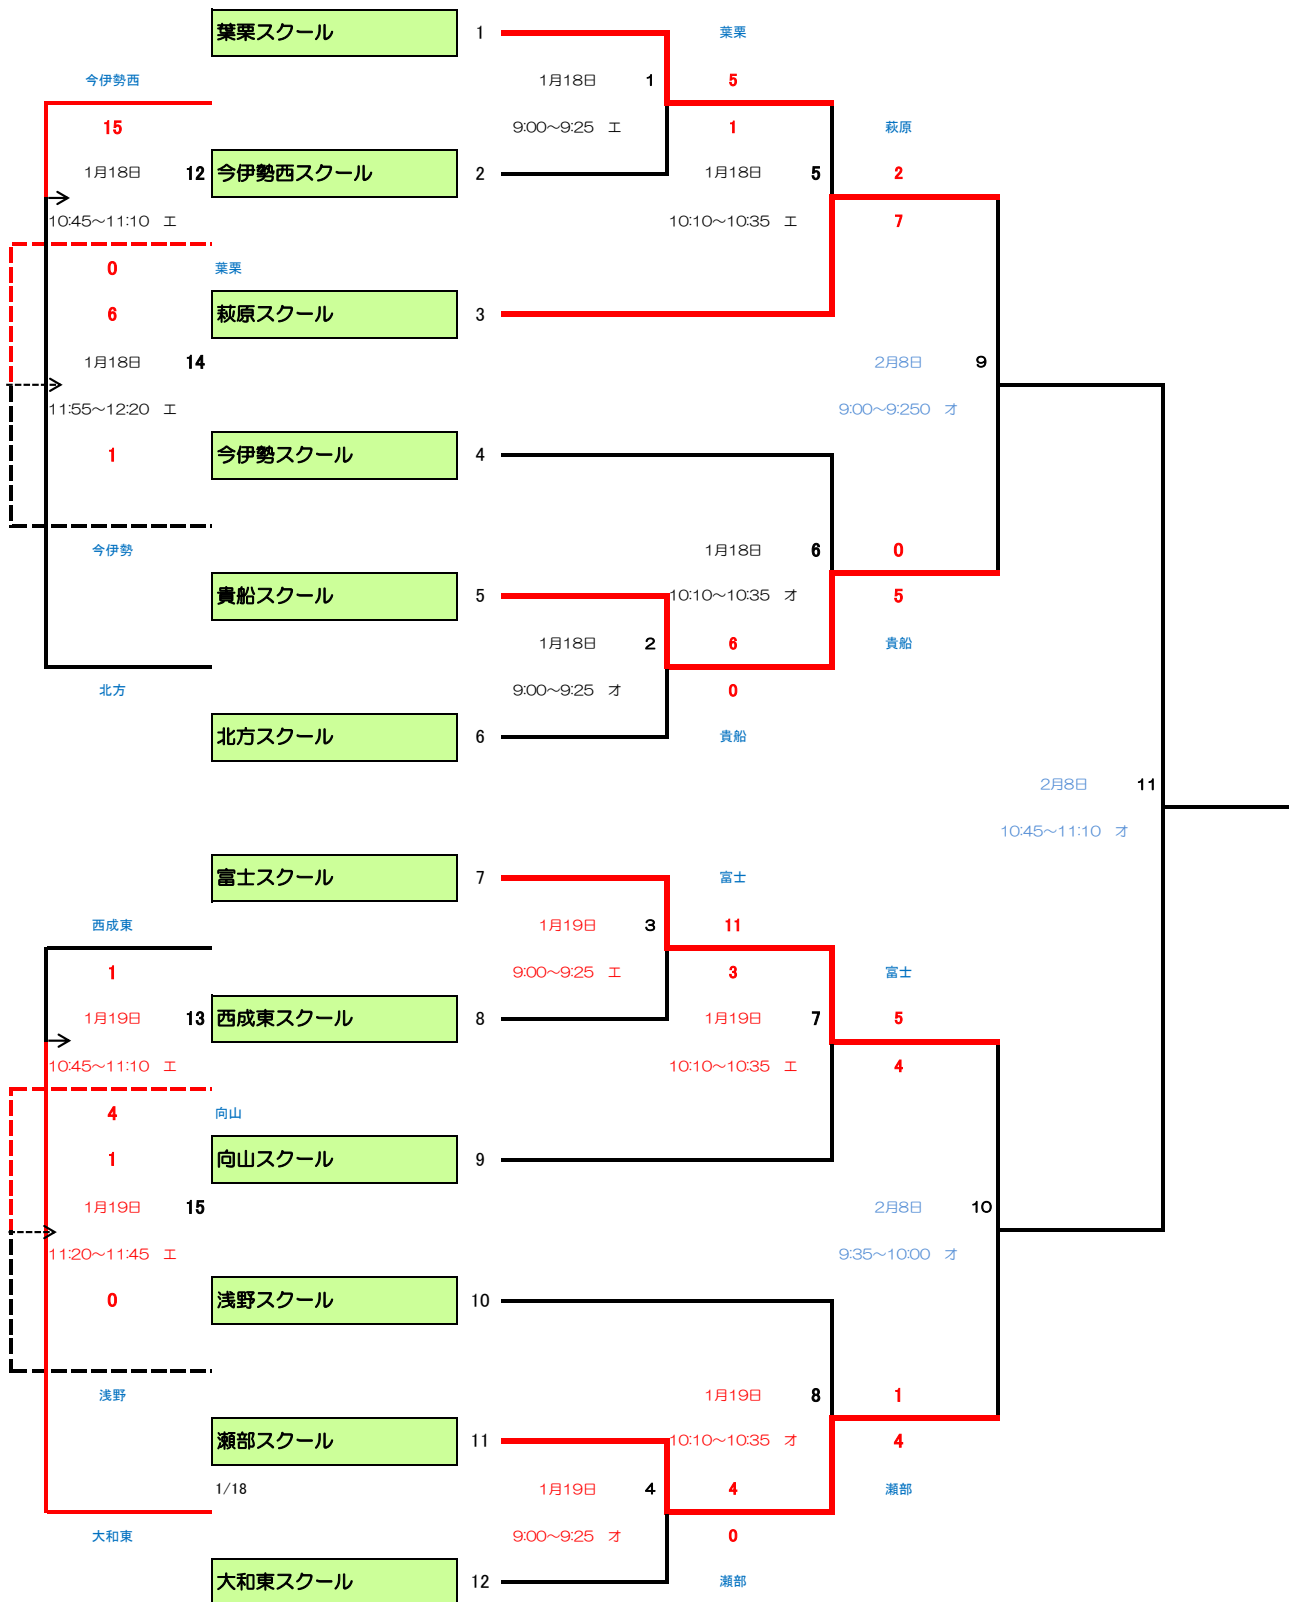 葉栗スクール 1 葉栗
今伊勢西 1月18日 1 5
15 9:00～9:25 エ 1 萩原
1月18日 12 今伊勢西スクール 2 1月18日 5 2
10:45～11:10 エ 10:10～10:35 エ 7
0 葉栗
6 萩原スクール 3
1月18日 14 2月8日 9
11:55～12:20 エ 9:00～9:250 オ
1 今伊勢スクール 4
今伊勢 1月18日 6 0
貴船スクール 5 10:10～10:35 オ 5
1月18日 2 6 貴船
北方 9:00～9:25 オ 0
北方スクール 6 貴船
2月8日 11
10:45～11:10 オ
富士スクール 7 富士
西成東 1月19日 3 11
1 9:00～9:25 エ 3 富士
1月19日 13 西成東スクール 8 1月19日 7 5
10:45～11:10 エ 10:10～10:35 エ 4
4 向山
1 向山スクール 9
1月19日 15 2月8日 10
11:20～11:45 エ 9:35～10:00 オ
0 浅野スクール 10
浅野 1月19日 8 1
瀬部スクール 11 10:10～10:35 オ 4
1/18 1月19日 4 4 瀬部
大和東 9:00～9:25 オ 0
大和東スクール 12 瀬部